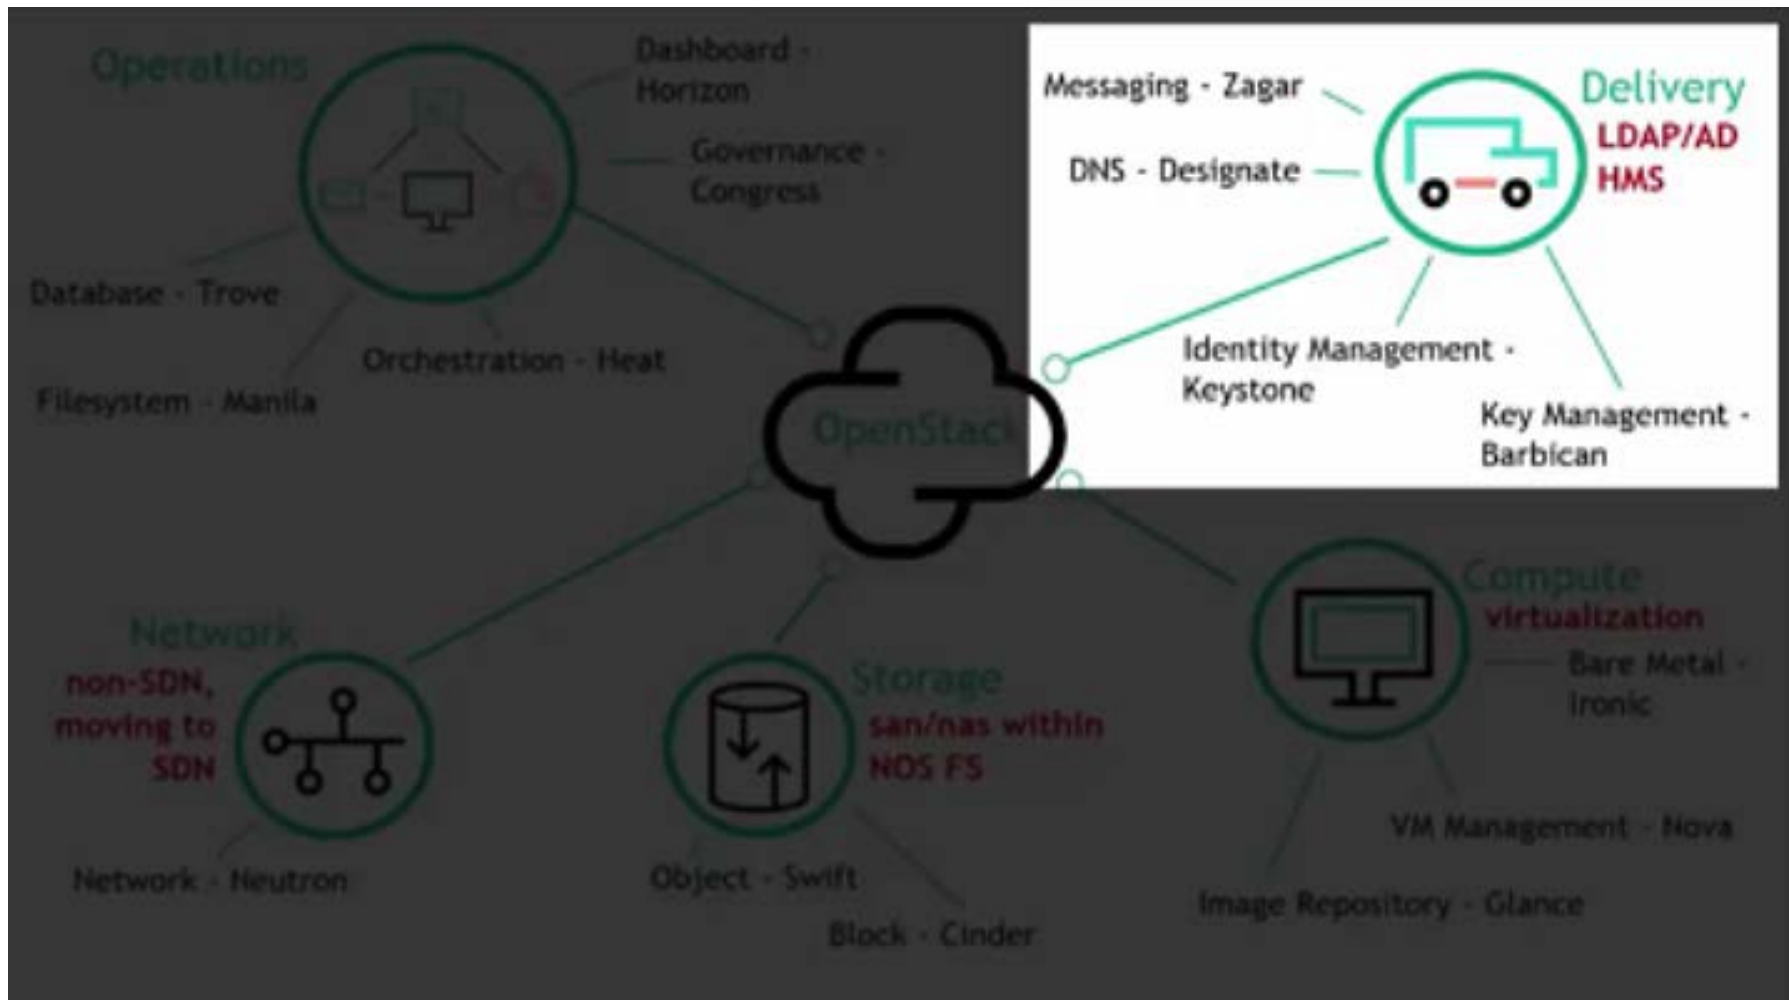 Operations
Dashboard -
Horizon
Governance -
Congress
Database - Trove
Filesystem - Manila
Orchestration - Heat
Messaging - Zagar
DNS - Designate
Delivery
LDAP/AD
HMS
Identity Management -
Keystone
Key Management -
Barbican
OpenStack
Network
non-SDN,
moving to
SDN
Network - Neutron
Storage
san/nas within
NOS FS
Object - Swift
Block - Cinder
Compute
virtualization
Bare Metal -
Ironic
VM Management - Nova
Image Repository - Glance